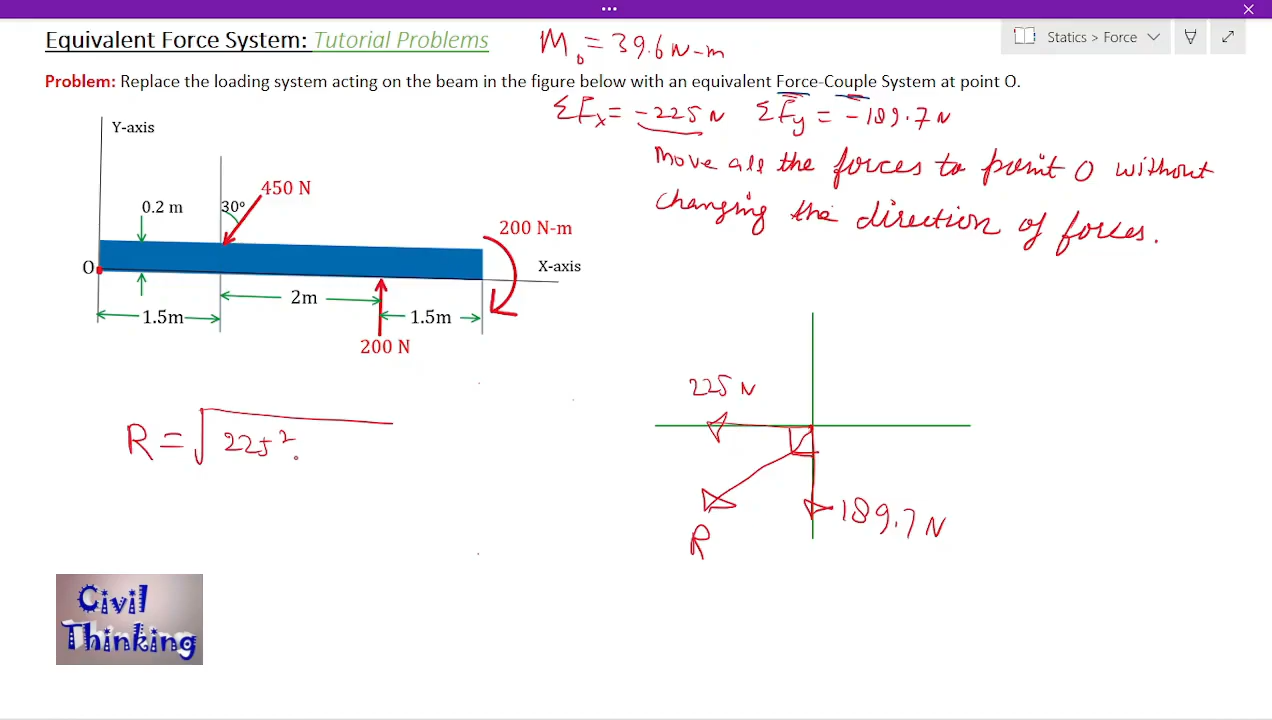 Equivalent Force System: Tutorial Problems
M₀ = 39.6 N-m
Statics > Force
Problem: Replace the loading system acting on the beam in the figure below with an equivalent Force-Couple System at point O.
ΣFx = -225 N ΣFy = -189.7 N
Move all the forces to point O without
changing the direction of forces.
Y-axis
450 N
0.2 m
30°
200 N-m
O
X-axis
2m
1.5m
1.5m
200 N
225 N
R = √225²
189.7 N
R
Civil
Thinking